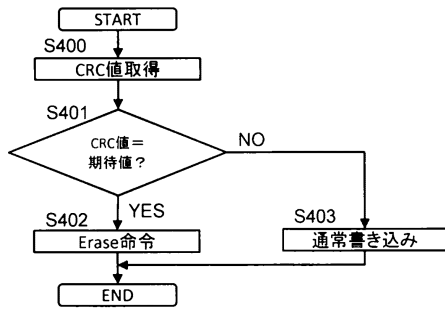 START
S400
CRC値取得
S401
CRC値＝
期待値？
NO
YES
S402
Erase命令
S403
通常書き込み
END